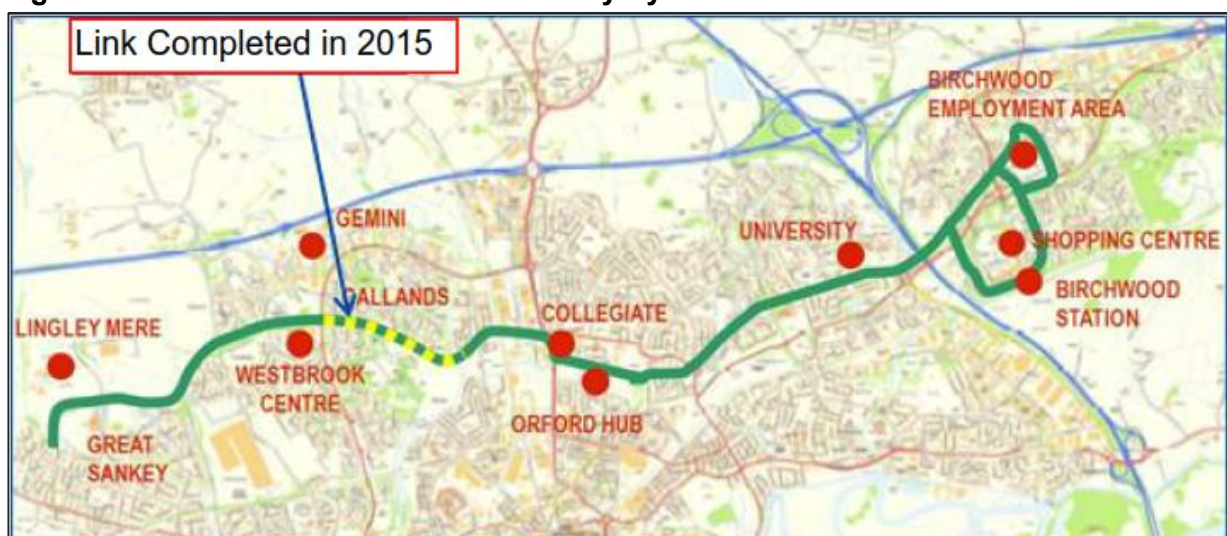 Link Completed in 2015
BIRCHWOOD
EMPLOYMENT AREA
GEMINI
UNIVERSITY
SHOPPING CENTRE
CALLANDS
BIRCHWOOD
STATION
LINGLEY MERE
COLLEGIATE
WESTBROOK
CENTRE
ORFORD HUB
GREAT
SANKEY